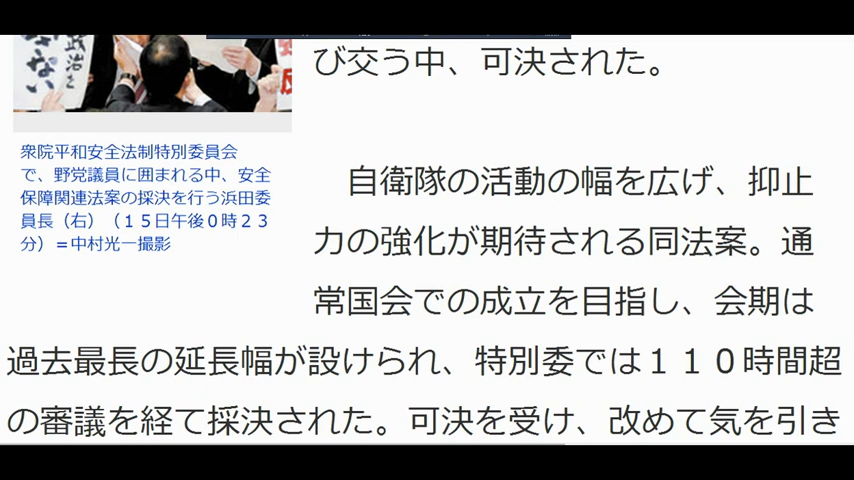 政治を
ない
反
び交う中、可決された。
衆院平和安全法制特別委員会
で、野党議員に囲まれる中、安全
保障関連法案の採決を行う浜田委
員長（右）（１５日午後０時２３
分）＝中村光一撮影
自衛隊の活動の幅を広げ、抑止
力の強化が期待される同法案。通
常国会での成立を目指し、会期は
過去最長の延長幅が設けられ、特別委では１１０時間超
の審議を経て採決された。可決を受け、改めて気を引き